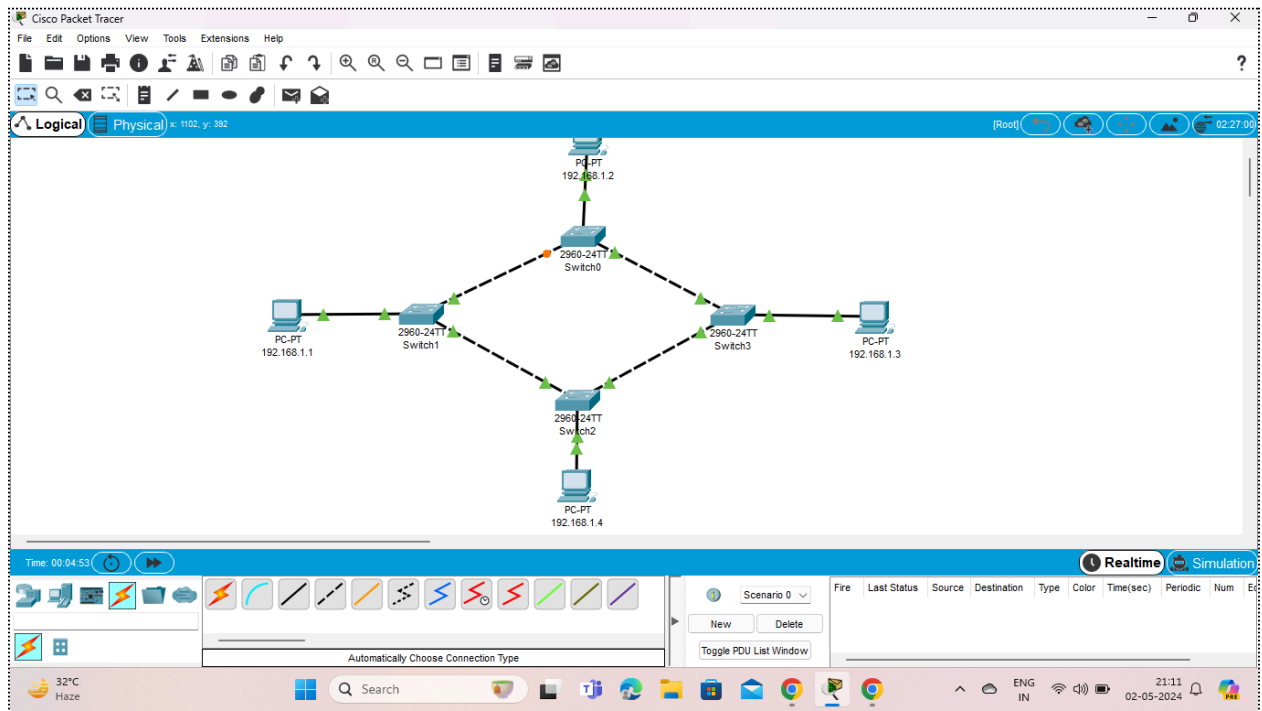 Cisco Packet Tracer
File Edit Options View Tools Extensions Help
?
Logical Physical x: 1102, y: 392 [Root] 02:27:00
PC-PT
192.168.1.2
2960-24TT
Switch0
2960-24TT
Switch1
2960-24TT
Switch3
PC-PT
192.168.1.1
PC-PT
192.168.1.3
2960-24TT
Switch2
PC-PT
192.168.1.4
Time: 00:04:53 Realtime Simulation
Scenario 0
Fire Last Status Source Destination Type Color Time(sec) Periodic Num
New Delete
Toggle PDU List Window
Automatically Choose Connection Type
32°C
Haze
Search
ENG
IN
21:11
02-05-2024
PRE